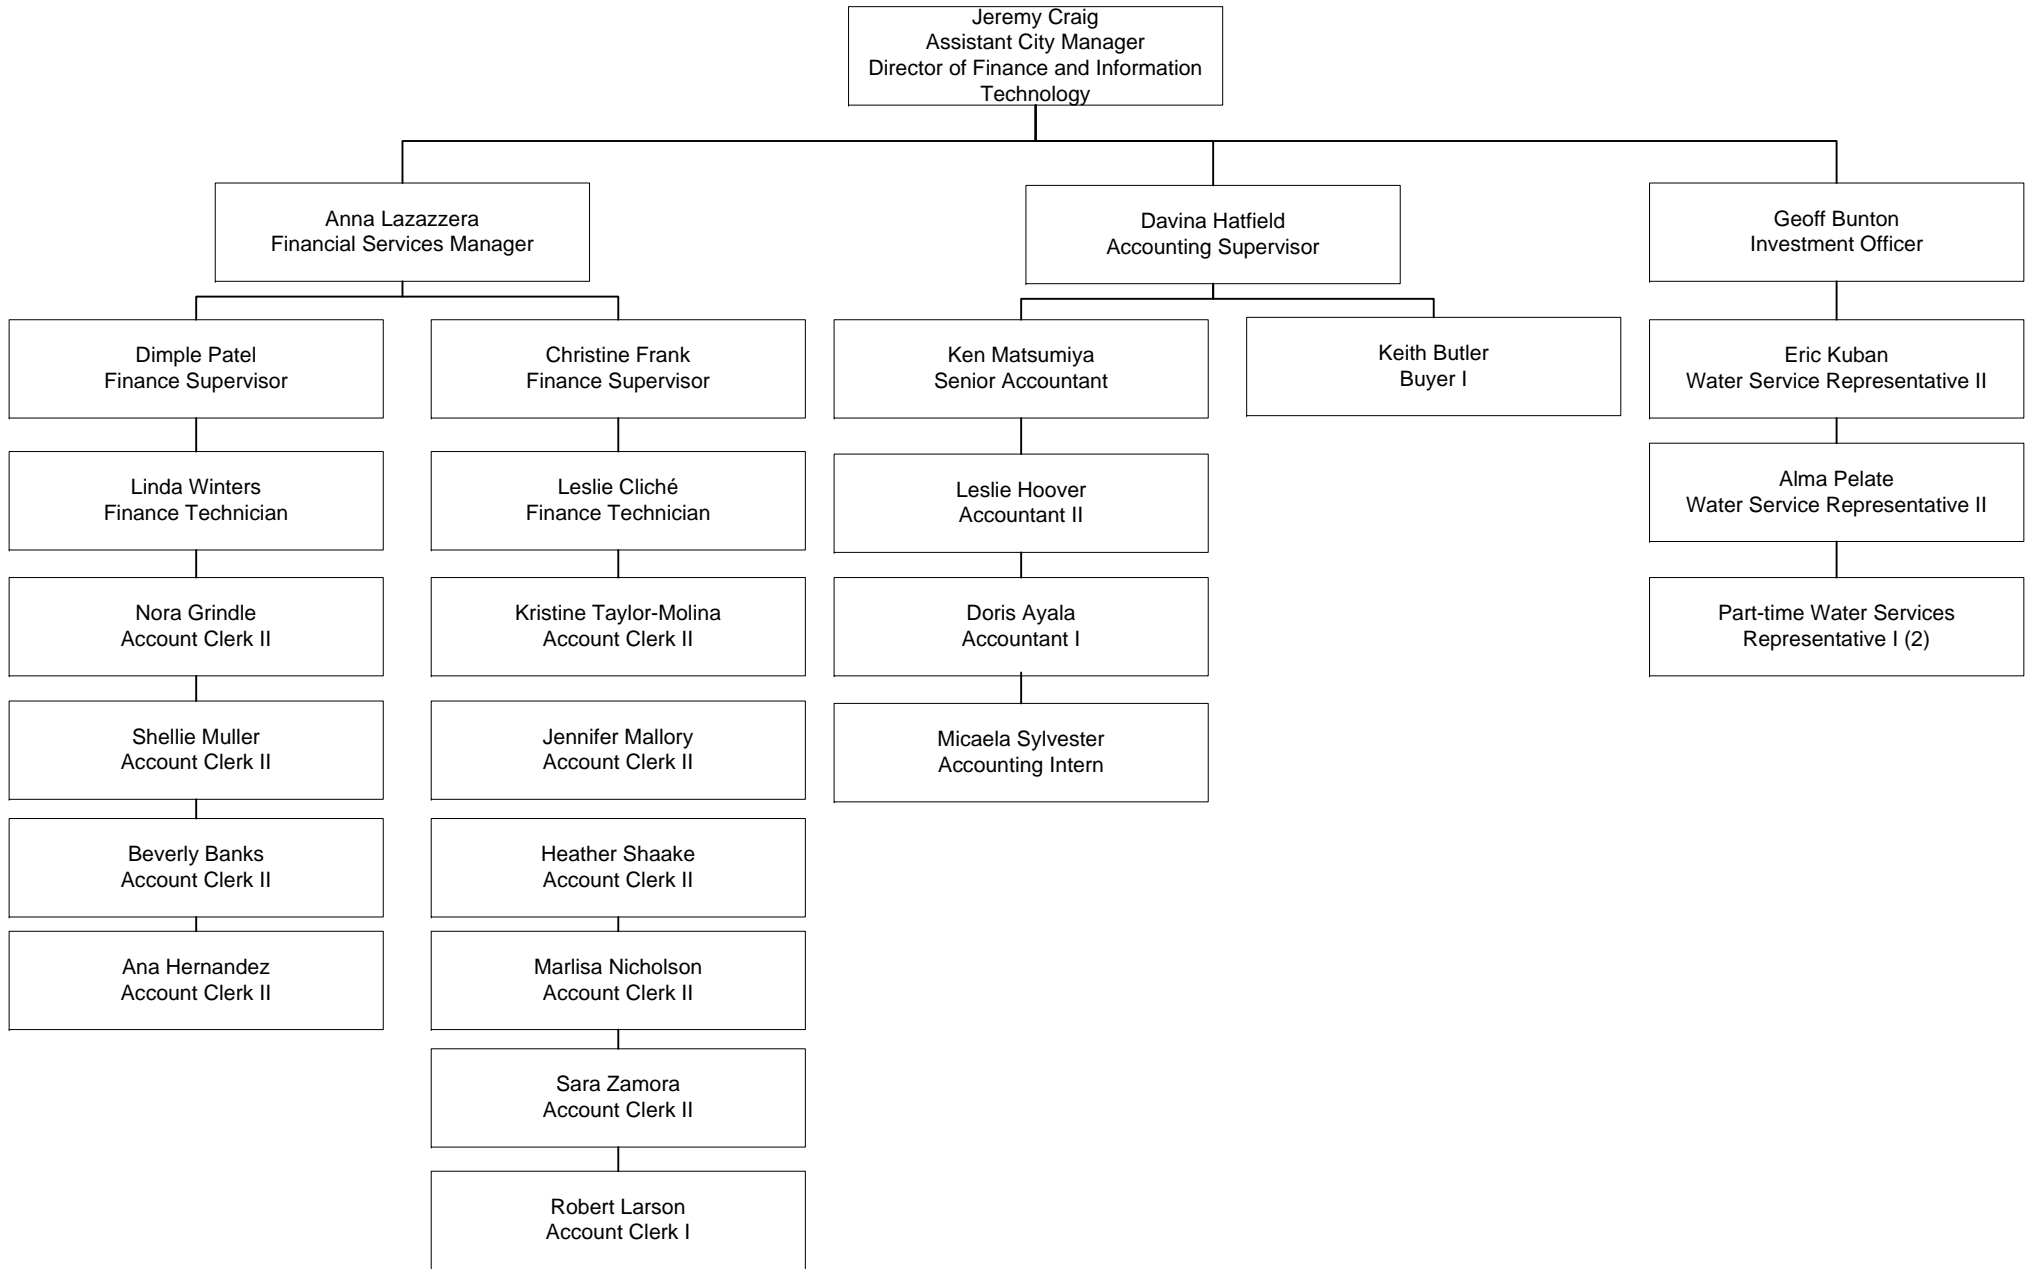 Jeremy Craig
Assistant City Manager
Director of Finance and Information
Technology
Anna Lazazzera
Financial Services Manager
Davina Hatfield
Accounting Supervisor
Geoff Bunton
Investment Officer
Dimple Patel
Finance Supervisor
Christine Frank
Finance Supervisor
Ken Matsumiya
Senior Accountant
Keith Butler
Buyer I
Eric Kuban
Water Service Representative II
Linda Winters
Finance Technician
Leslie Cliché
Finance Technician
Leslie Hoover
Accountant II
Alma Pelate
Water Service Representative II
Nora Grindle
Account Clerk II
Kristine Taylor-Molina
Account Clerk II
Doris Ayala
Accountant I
Part-time Water Services
Representative I (2)
Shellie Muller
Account Clerk II
Jennifer Mallory
Account Clerk II
Micaela Sylvester
Accounting Intern
Beverly Banks
Account Clerk II
Heather Shaake
Account Clerk II
Ana Hernandez
Account Clerk II
Marlisa Nicholson
Account Clerk II
Sara Zamora
Account Clerk II
Robert Larson
Account Clerk I